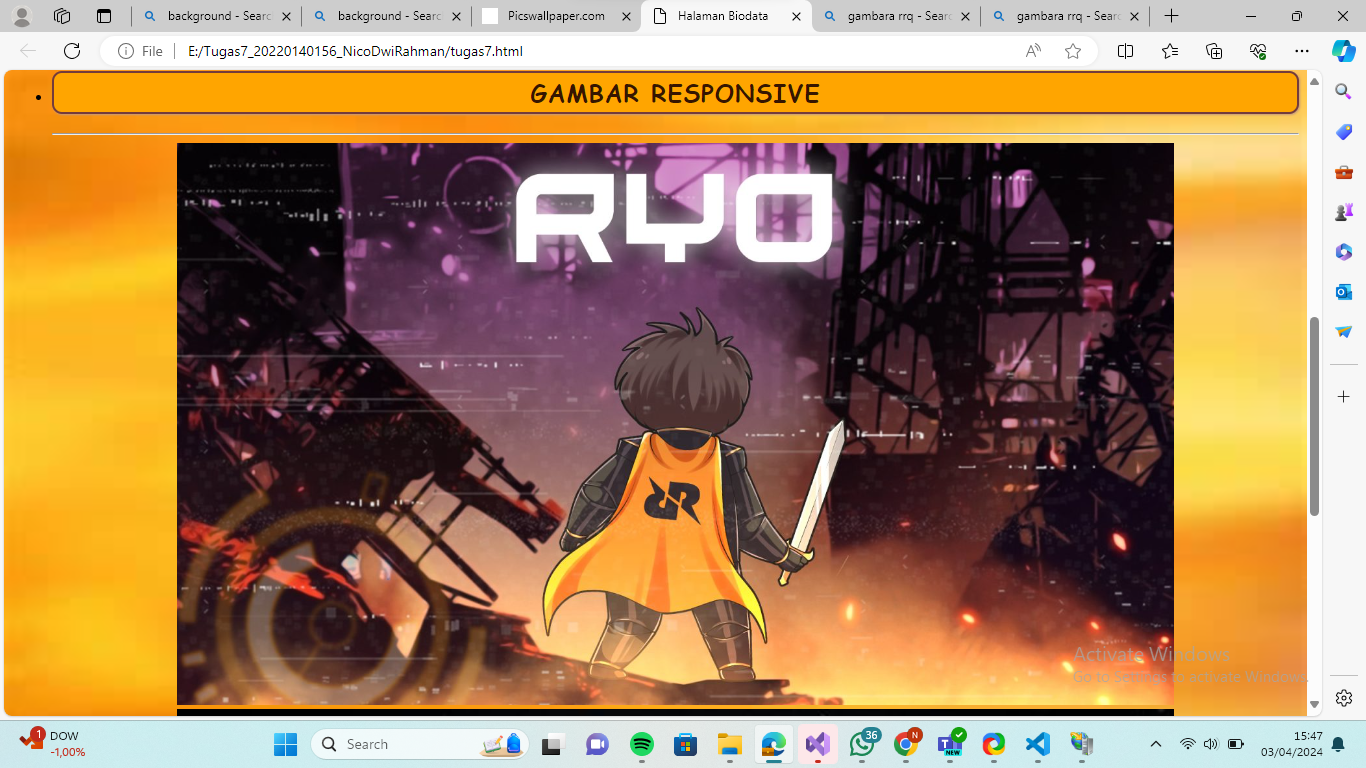 background - Searc
background - Searc
Picswallpaper.com
Halaman Biodata
gambara rrq - Searc
gambara rrq - Searc
File
E:/Tugas7_20220140156_NicoDwiRahman/tugas7.html
GAMBAR RESPONSIVE
RYO
Activate Windows
Go to Settings to activate Windows.
1
DOW
-1,00%
Search
36
N
NEW
15:47
03/04/2024